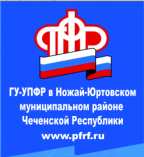 ГУ-УПФР в Ножай-Юртовском
муниципальном районе
Чеченской Республики
www.pfrf.ru